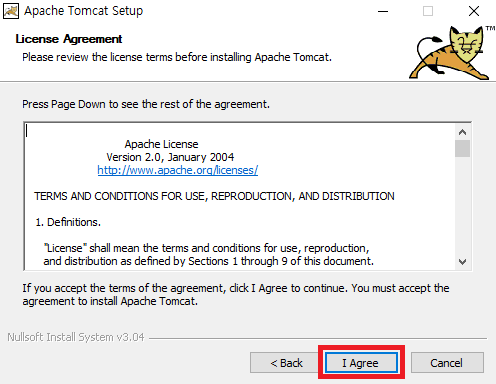 Apache Tomcat Setup
License Agreement
Please review the license terms before installing Apache Tomcat.
TM
Press Page Down to see the rest of the agreement.
Apache License
Version 2.0, January 2004
http://www.apache.org/licenses/
TERMS AND CONDITIONS FOR USE, REPRODUCTION, AND DISTRIBUTION
1. Definitions.
"License" shall mean the terms and conditions for use, reproduction,
and distribution as defined by Sections 1 through 9 of this document.
If you accept the terms of the agreement, click I Agree to continue. You must accept the
agreement to install Apache Tomcat.
Nullsoft Install System v3.04
< Back I Agree Cancel